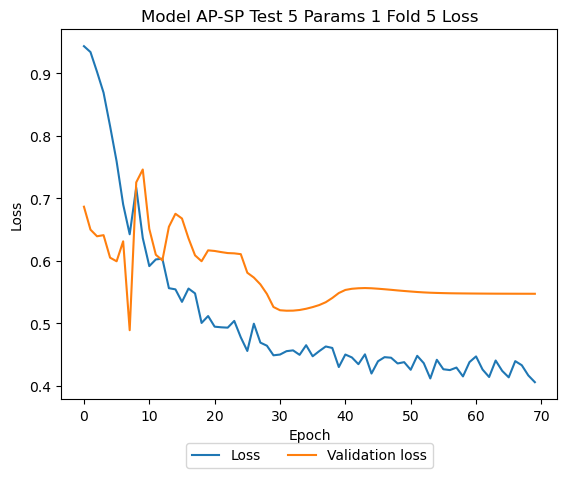 Model AP-SP Test 5 Params 1 Fold 5 Loss
Loss
0.9
0.8
0.7
0.6
0.5
0.4
0 10 20 30 40 50 60 70
Epoch
Loss Validation loss